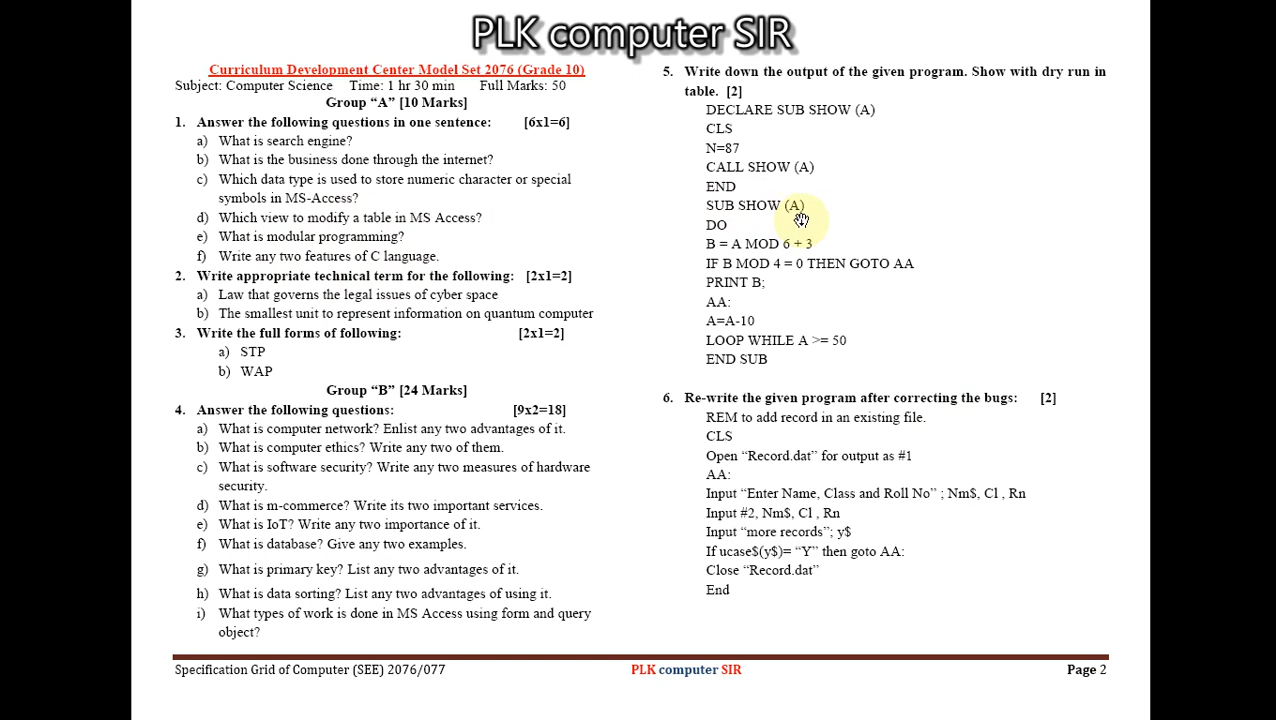 PLK computer SIR
Curriculum Development Center Model Set 2076 (Grade 10)
Subject: Computer Science Time: 1 hr 30 min Full Marks: 50
Group “A” [10 Marks]
1. Answer the following questions in one sentence: [6x1=6]
a) What is search engine?
b) What is the business done through the internet?
c) Which data type is used to store numeric character or special
symbols in MS-Access?
d) Which view to modify a table in MS Access?
e) What is modular programming?
f) Write any two features of C language.
2. Write appropriate technical term for the following: [2x1=2]
a) Law that governs the legal issues of cyber space
b) The smallest unit to represent information on quantum computer
3. Write the full forms of following: [2x1=2]
a) STP
b) WAP
Group “B” [24 Marks]
4. Answer the following questions: [9x2=18]
a) What is computer network? Enlist any two advantages of it.
b) What is computer ethics? Write any two of them.
c) What is software security? Write any two measures of hardware
security.
d) What is m-commerce? Write its two important services.
e) What is IoT? Write any two importance of it.
f) What is database? Give any two examples.
g) What is primary key? List any two advantages of it.
h) What is data sorting? List any two advantages of using it.
i) What types of work is done in MS Access using form and query
object?
5. Write down the output of the given program. Show with dry run in
table. [2]
DECLARE SUB SHOW (A)
CLS
N=87
CALL SHOW (A)
END
SUB SHOW (A)
DO
B = A MOD 6 + 3
IF B MOD 4 = 0 THEN GOTO AA
PRINT B;
AA:
A=A-10
LOOP WHILE A >= 50
END SUB
6. Re-write the given program after correcting the bugs: [2]
REM to add record in an existing file.
CLS
Open “Record.dat” for output as #1
AA:
Input “Enter Name, Class and Roll No” ; Nm$, Cl , Rn
Input #2, Nm$, Cl , Rn
Input “more records”; y$
If ucase$(y$)= “Y” then goto AA:
Close “Record.dat”
End
Specification Grid of Computer (SEE) 2076/077 PLK computer SIR Page 2